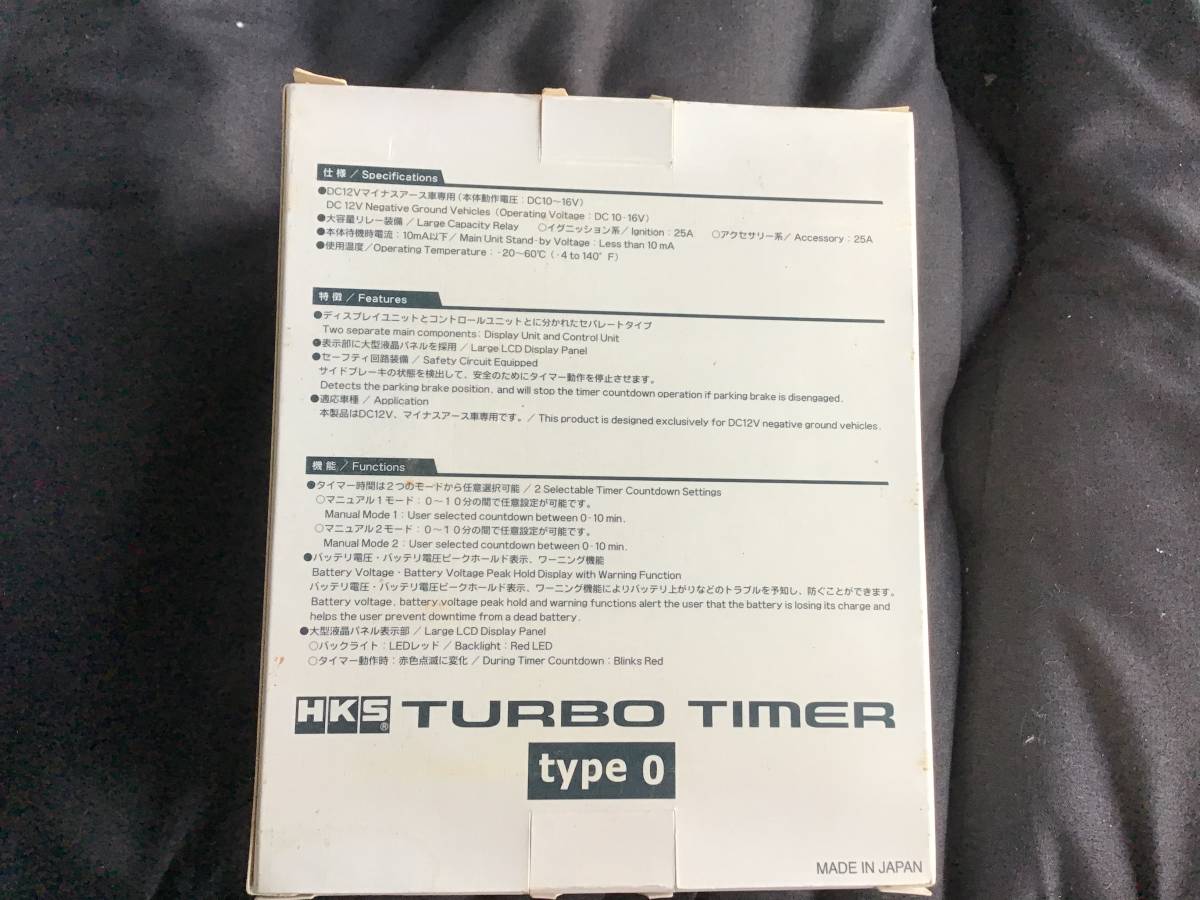 仕様／Specifications
●DC12Vマイナスアース車専用（本体動作電圧：DC10～16V）
DC 12V Negative Ground Vehicles（Operating Voltage：DC 10-16V）
●大容量リレー装備／Large Capacity Relay ○イグニッション系／Ignition：25A ○アクセサリー系／Accessory：25A
●本体待機時電流：10mA以下／Main Unit Stand-by Voltage：Less than 10 mA
●使用温度／Operating Temperature：-20～60℃（-4 to 140°F）
特徴／Features
●ディスプレイユニットとコントロールユニットとに分かれたセパレートタイプ
Two separate main components: Display Unit and Control Unit
●表示部に大型液晶パネルを採用／Large LCD Display Panel
●セーフティ回路装備／Safety Circuit Equipped
サイドブレーキの状態を検出して、安全のためにタイマー動作を停止させます。
Detects the parking brake position, and will stop the timer countdown operation if parking brake is disengaged.
●適応車種／Application
本製品はDC12V、マイナスアース車専用です。／This product is designed exclusively for DC12V negative ground vehicles.
機能／Functions
●タイマー時間は2つのモードから任意選択可能／2 Selectable Timer Countdown Settings
○マニュアル1モード：0～10分の間で任意設定が可能です。
Manual Mode 1：User selected countdown between 0-10 min.
○マニュアル2モード：0～10分の間で任意設定が可能です。
Manual Mode 2：User selected countdown between 0-10 min.
●バッテリ電圧・バッテリ電圧ピークホールド表示、ワーニング機能
Battery Voltage・Battery Voltage Peak Hold Display with Warning Function
バッテリ電圧・バッテリ電圧ピークホールド表示、ワーニング機能によりバッテリ上がりなどのトラブルを予知し、防ぐことができます。
Battery voltage, battery voltage peak hold and warning functions alert the user that the battery is losing its charge and
helps the user prevent downtime from a dead battery.
●大型液晶パネル表示部／Large LCD Display Panel
○バックライト：LEDレッド／Backlight：Red LED
○タイマー動作時：赤色点滅に変化／During Timer Countdown：Blinks Red
HKS® TURBO TIMER
type 0
MADE IN JAPAN